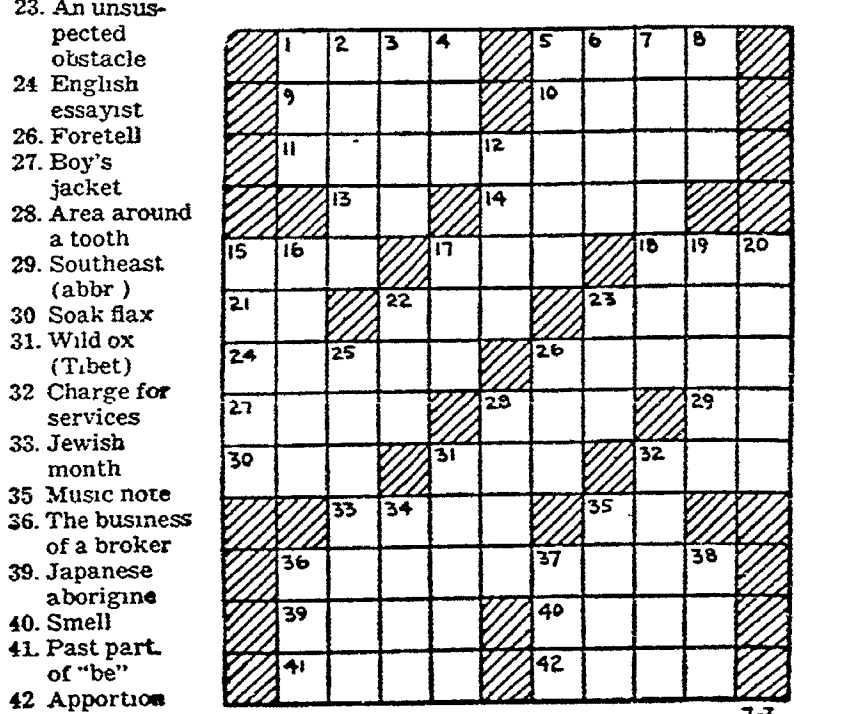 23. An unsus-
pected
obstacle
24 English
essayist
26. Foretell
27. Boy's
jacket
28. Area around
a tooth
29. Southeast
(abbr )
30 Soak flax
31. Wild ox
(Tibet)
32 Charge for
services
33. Jewish
month
35 Music note
36. The business
of a broker
39. Japanese
aborigine
40. Smell
41. Past part.
of "be"
42 Apportion
1 2 3 4 5 6 7 8
9 10
11 12
13 14
15 16 17 18 19 20
21 22 23
24 25 26
27 28 29
30 31 32
33 34 35
36 37 38
39 40
41 42